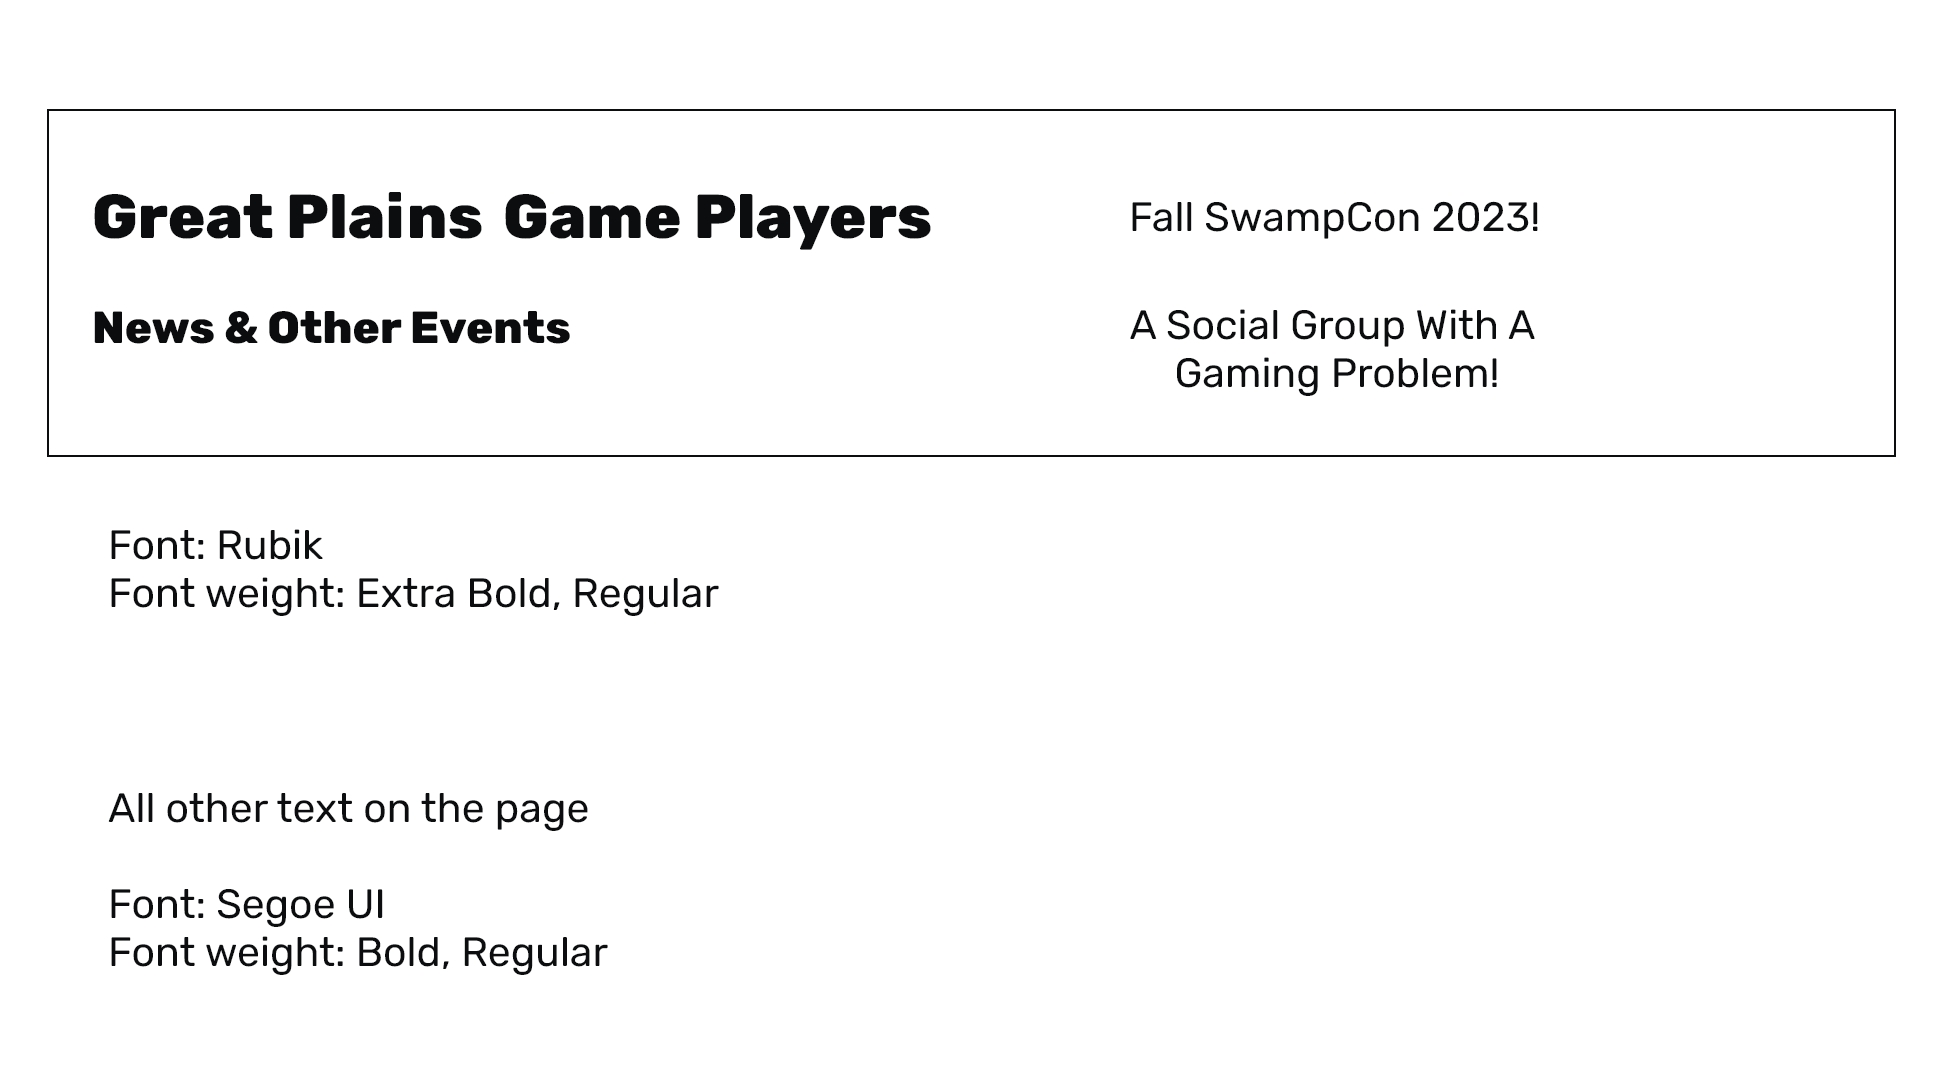 Great Plains Game Players
Fall SwampCon 2023!
News & Other Events
A Social Group With A
Gaming Problem!
Font: Rubik
Font weight: Extra Bold, Regular
All other text on the page
Font: Segoe UI
Font weight: Bold, Regular